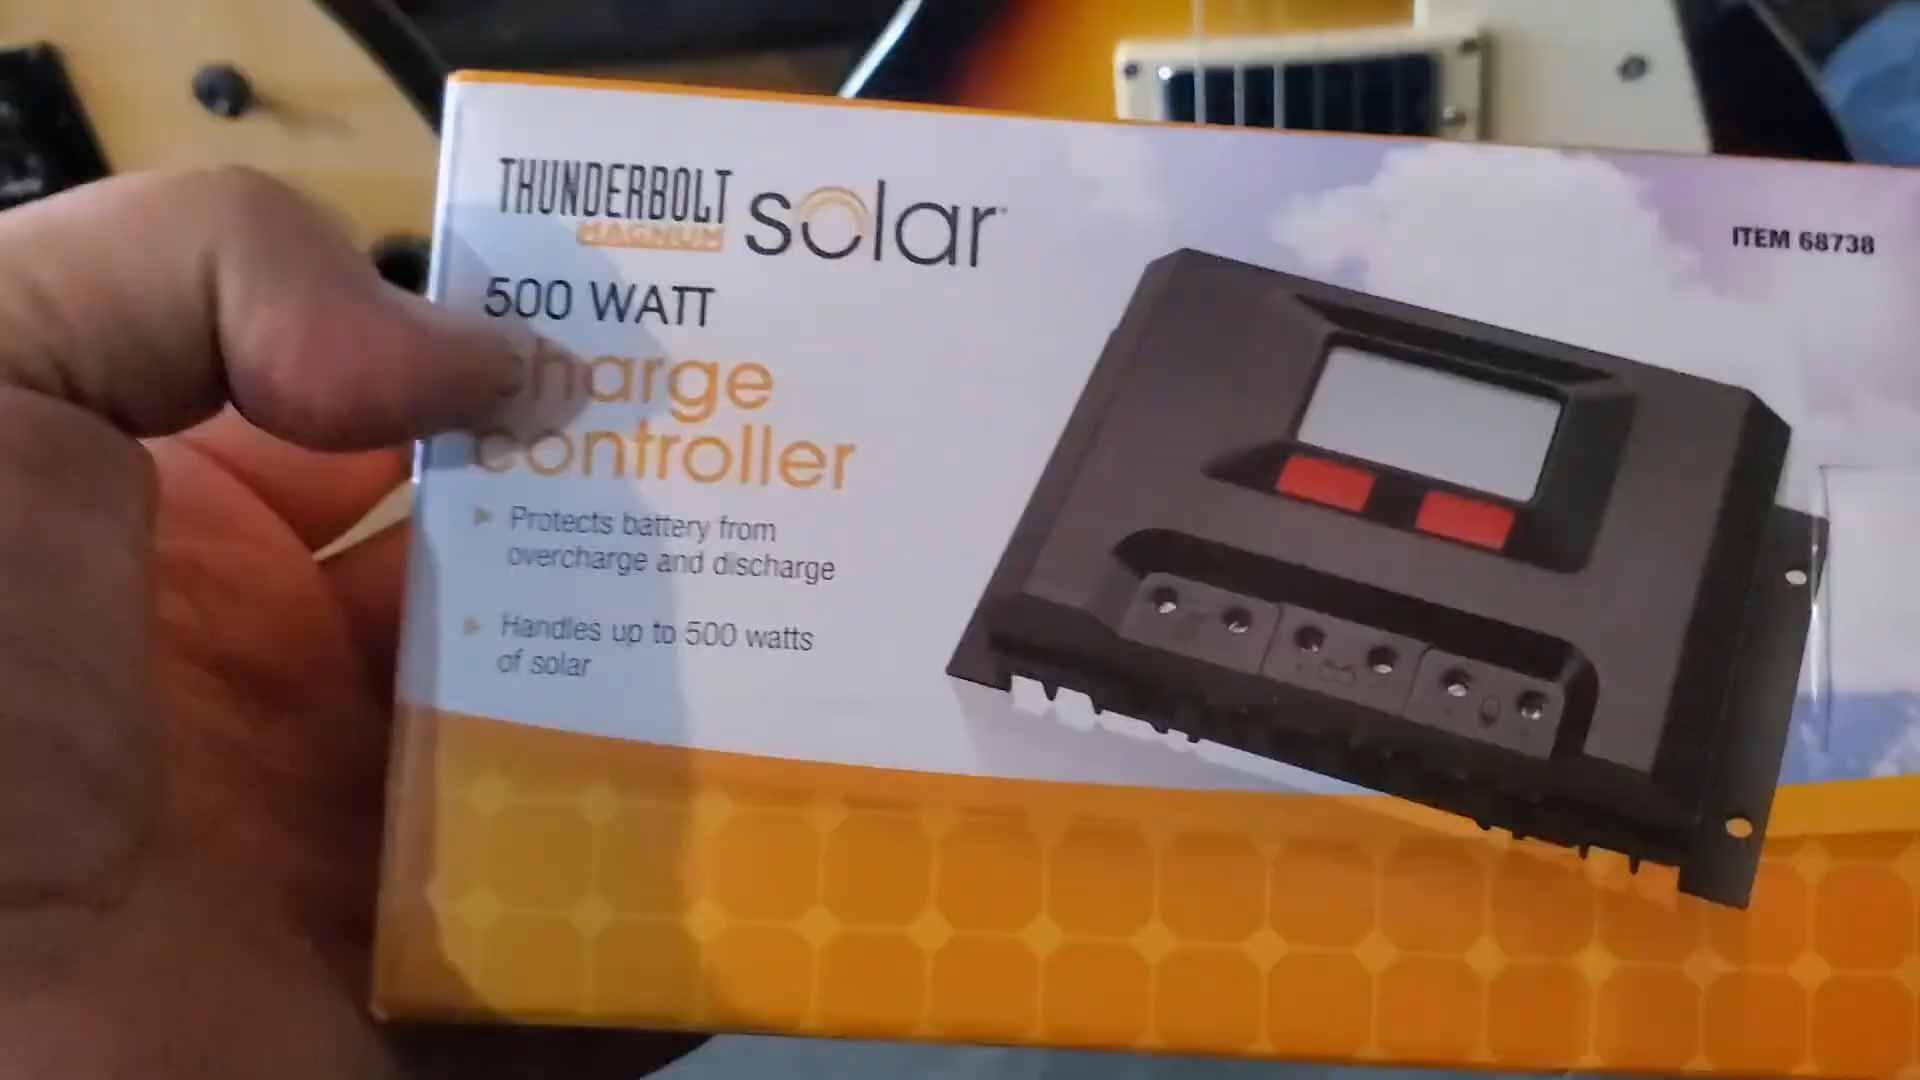 THUNDERBOLT
MAGNUM
solar
ITEM 68738
500 WATT
charge
controller
Protects battery from
overcharge and discharge
Handles up to 500 watts
of solar